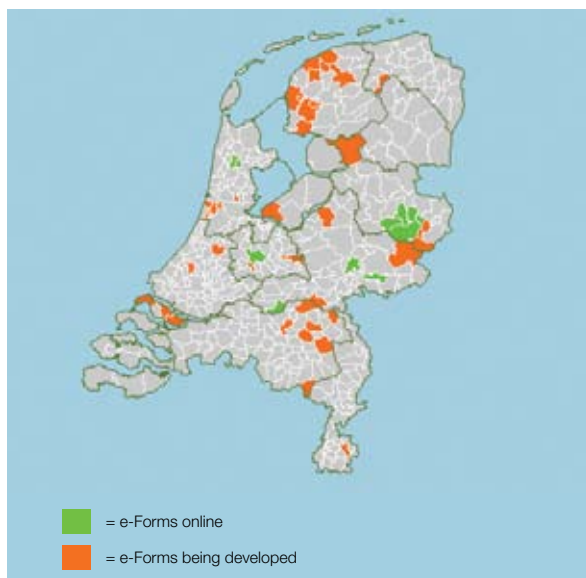 = e-Forms online
= e-Forms being developed